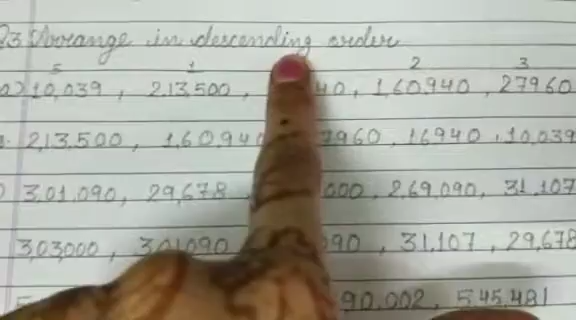 Q3 Arrange in descending order
5 1 2 3
a) 10,039 , 2,13,500 , 40 , 1,60,940 , 27960
2,13,500 , 1,60,940 7960 , 16940 , 10,039
3,01,090 , 29,678 000 , 2,69,090 , 31,107
3,03,000 , 3,01,090 090 , 31,107 , 29,678
90,002 , 5,45,481